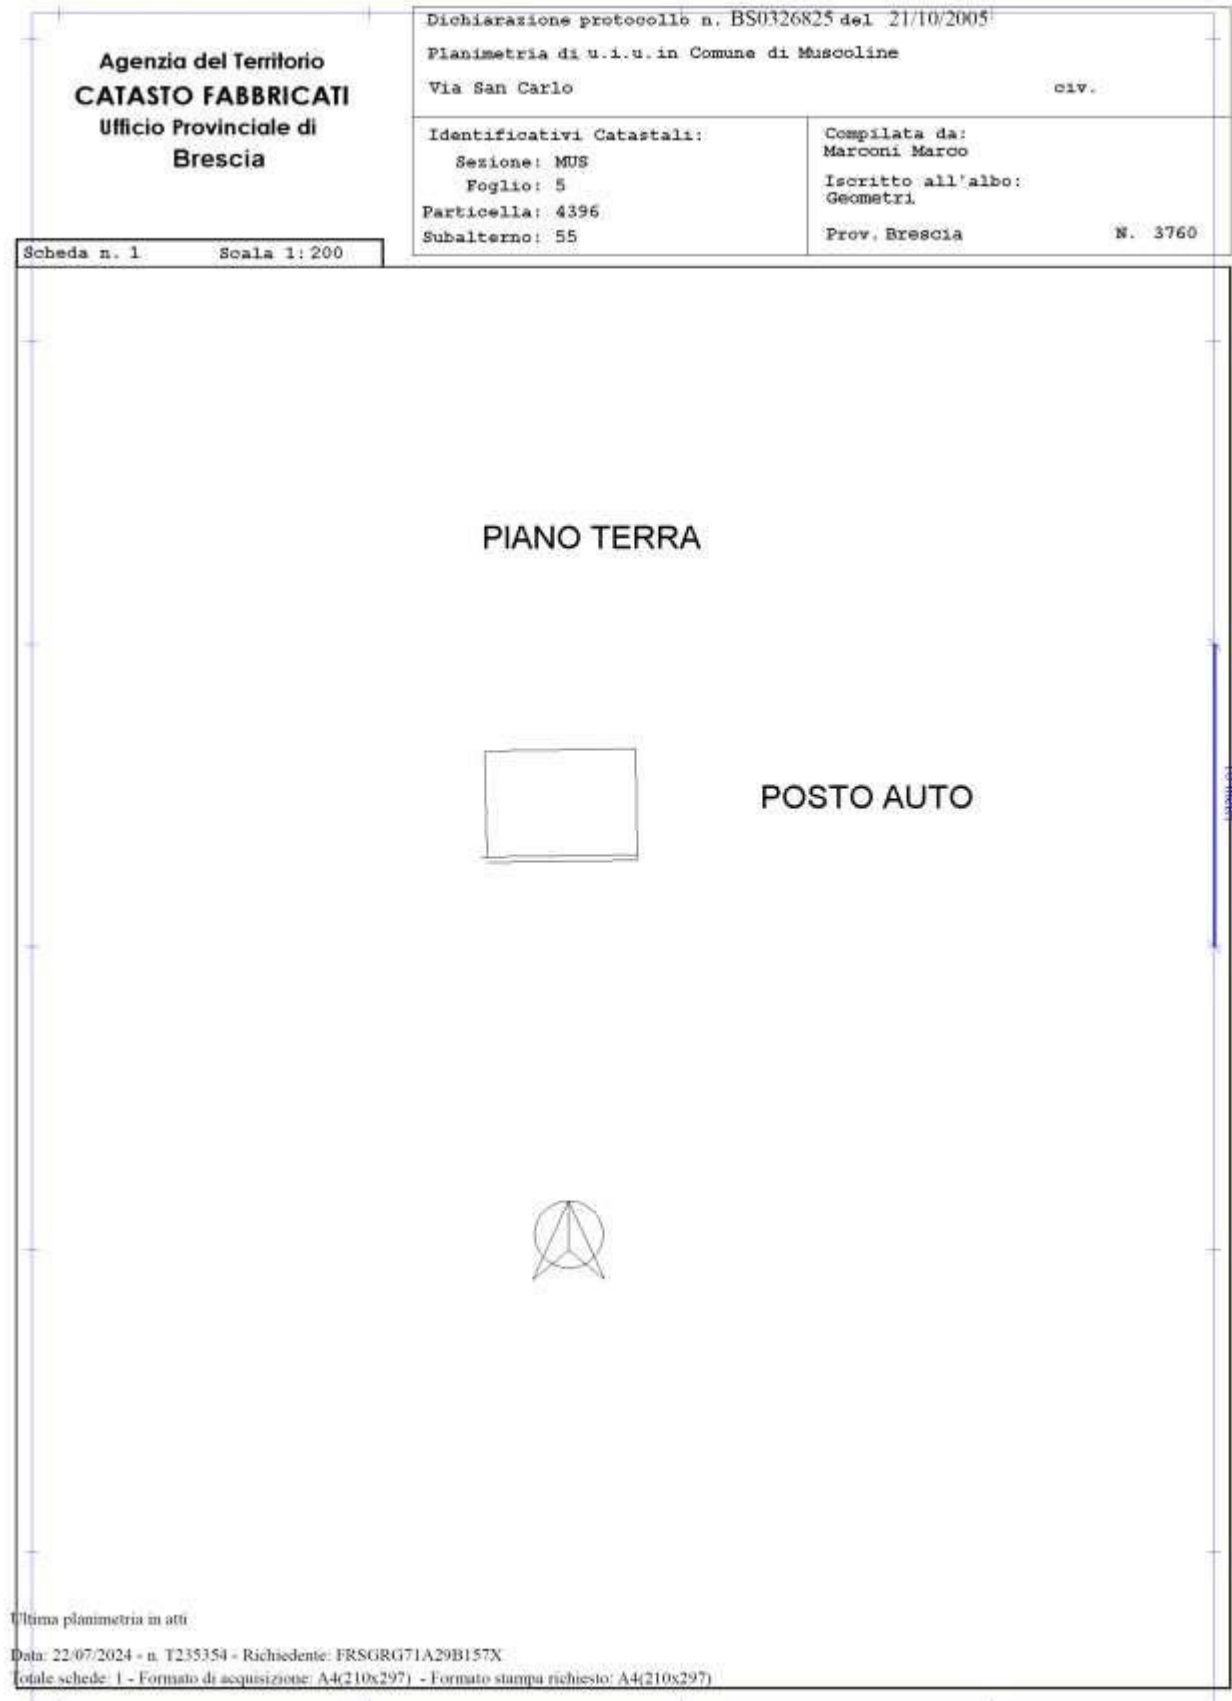 Agenzia del Territorio
CATASTO FABBRICATI
Ufficio Provinciale di
Brescia
Dichiarazione protocollo n. BS0326825 del 21/10/2005
Planimetria di u.i.u. in Comune di Muscoline
Via San Carlo civ.
Identificativi Catastali:
Sezione: MUS
Foglio: 5
Particella: 4396
Subalterno: 55
Compilata da:
Marconi Marco
Iscritto all'albo:
Geometri
Prov. Brescia N. 3760
Scheda n. 1 Scala 1:200
PIANO TERRA
POSTO AUTO
10 metri
Ultima planimetria in atti
Data: 22/07/2024 - n. T235354 - Richiedente: FRSGRG71A29B157X
Totale schede: 1 - Formato di acquisizione: A4(210x297) - Formato stampa richiesto: A4(210x297)